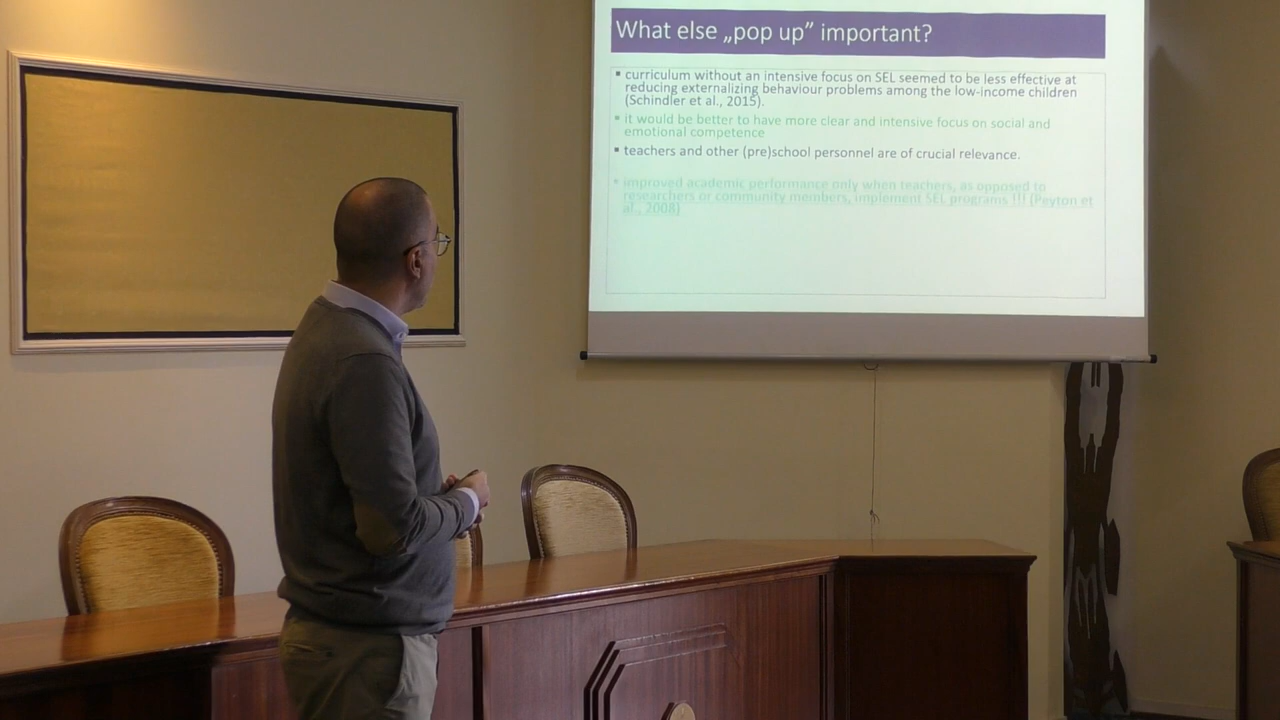 What else „pop up” important?
▪ curriculum without an intensive focus on SEL seemed to be less effective at
reducing externalizing behaviour problems among the low-income children
(Schindler et al., 2015).
▪ it would be better to have more clear and intensive focus on social and
emotional competence
▪ teachers and other (pre)school personnel are of crucial relevance.
▪ improved academic performance only when teachers, as opposed to
researchers or community members, implement SEL programs !!! (Peyton et
al., 2008)